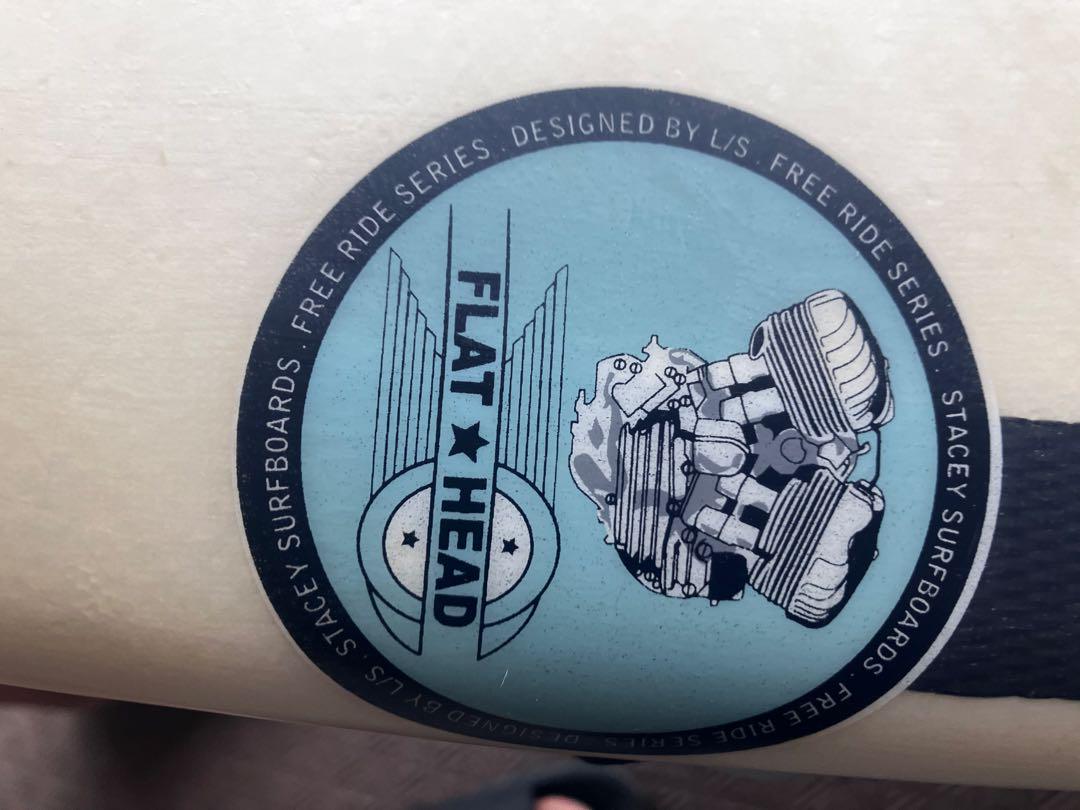 FREE RIDE SERIES . DESIGNED BY L/S . FREE RIDE SERIES . STACEY SURFBOARDS . FREE RIDE SERIES . DESIGNED BY L/S . STACEY SURFBOARDS .
FLAT ★ HEAD